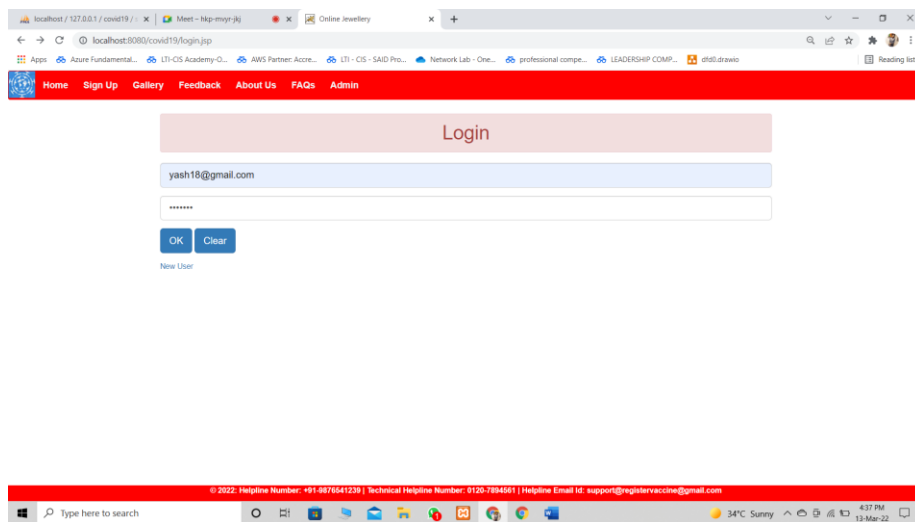 localhost / 127.0.0.1 / covid19 /
Meet – hkp-mvyr-jkj
Online Jewellery
localhost:8080/covid19/login.jsp
Apps
Azure Fundamental...
LTI-CIS Academy-O...
AWS Partner: Accre...
LTI - CIS - SAID Pro...
Network Lab - One...
professional compe...
LEADERSHIP COMP...
dfd0.drawio
Reading list
Home Sign Up Gallery Feedback About Us FAQs Admin
Login
yash18@gmail.com
OK Clear
New User
© 2022: Helpline Number: +91-9876541239 | Technical Helpline Number: 0120-7894561 | Helpline Email Id: support@registervaccine@gmail.com
Type here to search
34°C Sunny
4:37 PM
13-Mar-22